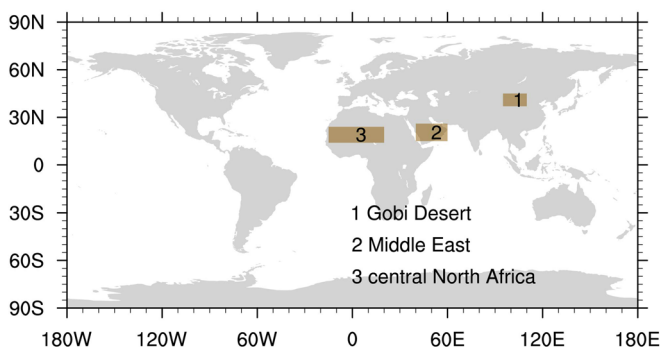 90N
60N
30N
0
30S
60S
90S
1
2
3
1 Gobi Desert
2 Middle East
3 central North Africa
180W 120W 60W 0 60E 120E 180E